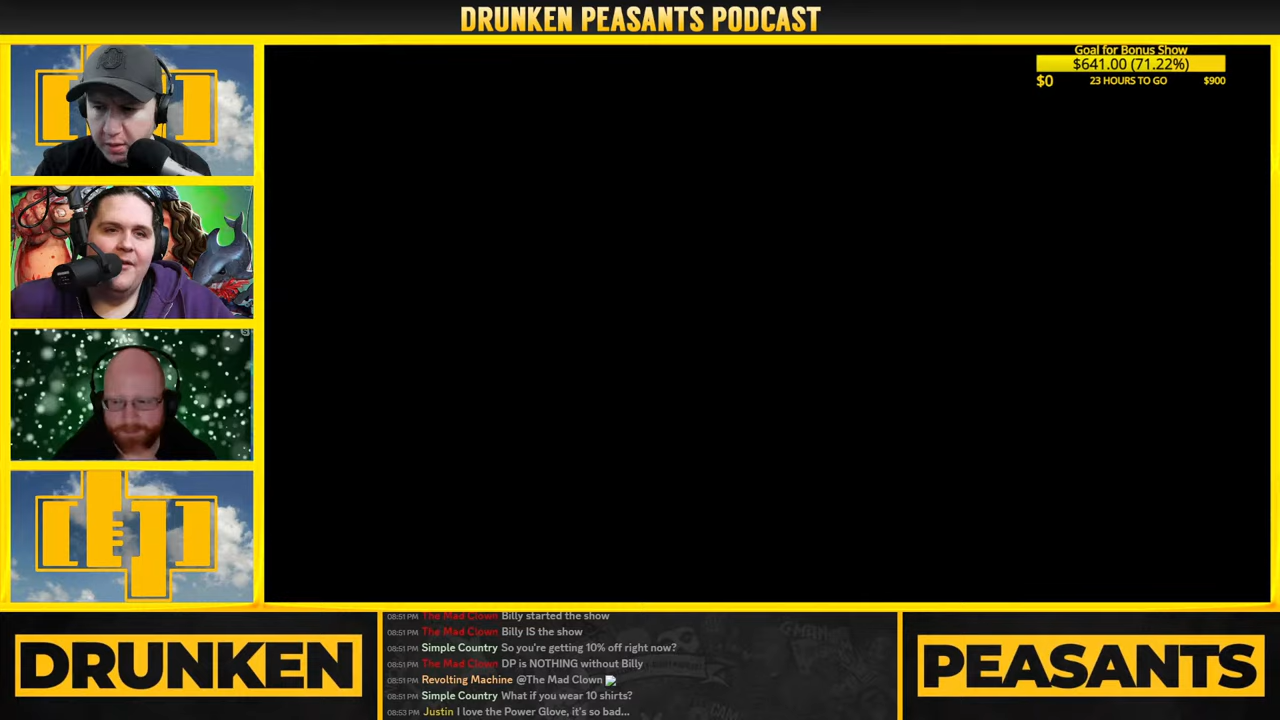 DRUNKEN PEASANTS PODCAST
Goal for Bonus Show
$641.00 (71.22%)
$0 23 HOURS TO GO $900
08:51 PM The Mad Clown Billy started the show
08:51 PM The Mad Clown Billy IS the show
08:51 PM Simple Country So you're getting 10% off right now?
08:51 PM The Mad Clown DP is NOTHING without Billy
08:51 PM Revolting Machine @The Mad Clown
08:51 PM Simple Country What if you wear 10 shirts?
08:53 PM Justin I love the Power Glove, it's so bad...
DRUNKEN
PEASANTS